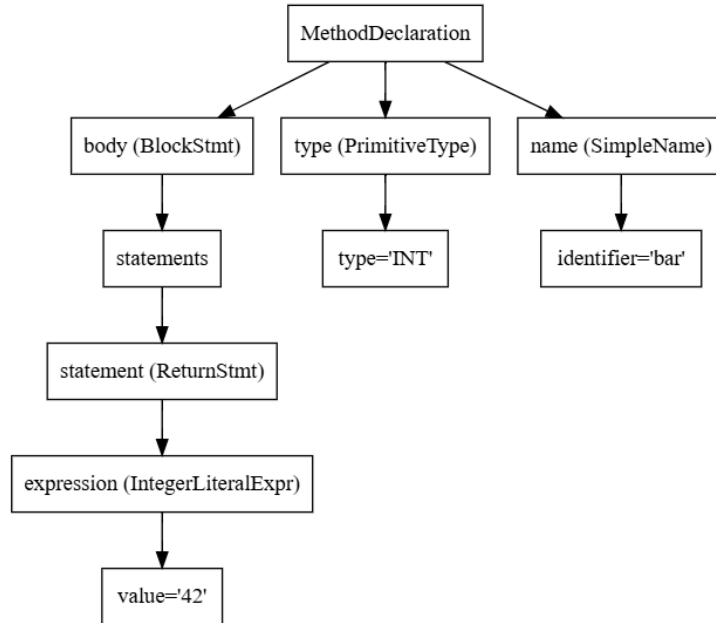 MethodDeclaration
body (BlockStmt)
type (PrimitiveType)
name (SimpleName)
statements
type='INT'
identifier='bar'
statement (ReturnStmt)
expression (IntegerLiteralExpr)
value='42'